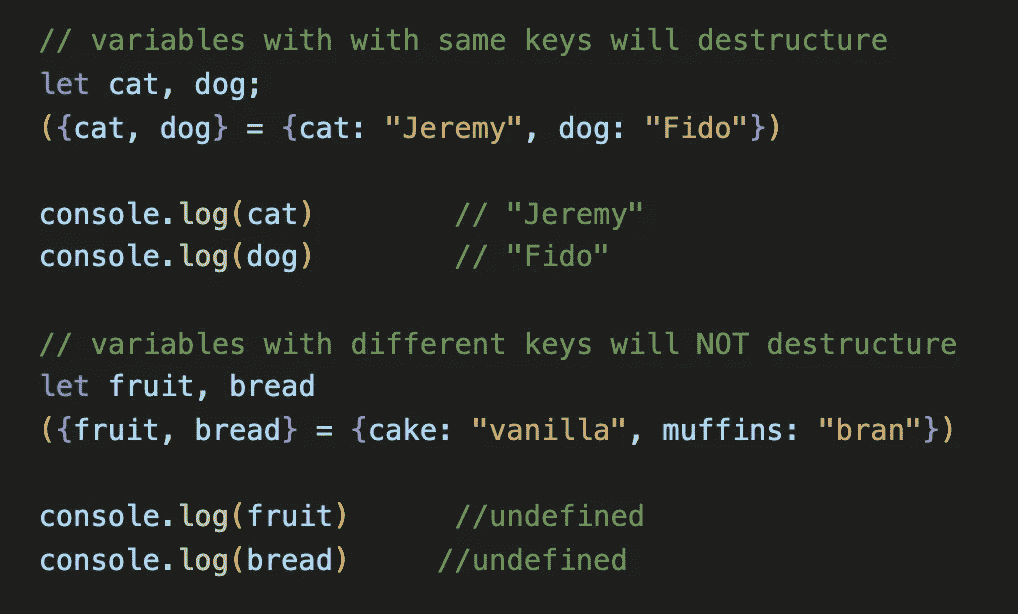 // variables with with same keys will destructure
let cat, dog;
({cat, dog} = {cat: "Jeremy", dog: "Fido"})
console.log(cat) // "Jeremy"
console.log(dog) // "Fido"
// variables with different keys will NOT destructure
let fruit, bread
({fruit, bread} = {cake: "vanilla", muffins: "bran"})
console.log(fruit) //undefined
console.log(bread) //undefined